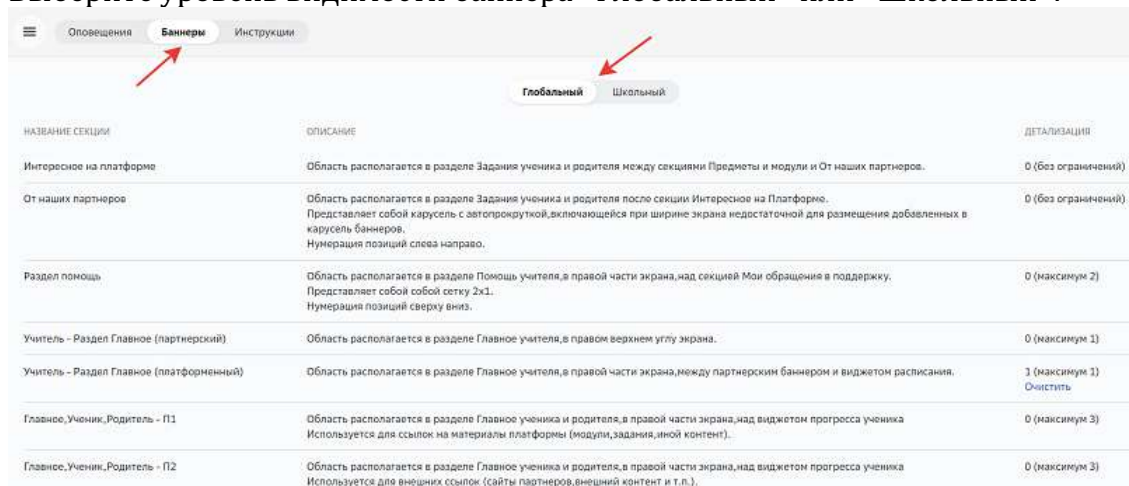 Выберите уровень видимости баннера "Глобальный" или "Школьный".
Оповещения Баннеры Инструкции
Глобальный Школьный
НАЗВАНИЕ СЕКЦИИ ОПИСАНИЕ ДЕТАЛИЗАЦИЯ
Интересное на платформе Область располагается в разделе Задания ученика и родителя между секциями Предметы и модули и От наших партнеров. 0 (без ограничений)
От наших партнеров Область располагается в разделе Задания ученика и родителя после секции Интересное на Платформе. 0 (без ограничений)
Представляет собой карусель с автопрокруткой,включающейся при ширине экрана недостаточной для размещения добавленных в
карусель баннеров.
Нумерация позиций слева направо.
Раздел помощь Область располагается в разделе Помощь учителя,в правой части экрана,над секцией Мои обращения в поддержку. 0 (максимум 2)
Представляет собой собой сетку 2x1.
Нумерация позиций сверху вниз.
Учитель - Раздел Главное (партнерский) Область располагается в разделе Главное учителя,в правом верхнем углу экрана. 0 (максимум 1)
Учитель - Раздел Главное (платформенный) Область располагается в разделе Главное учителя,в правой части экрана,между партнерским баннером и виджетом расписания. 1 (максимум 1)
Очистить
Главное,Ученик,Родитель - П1 Область располагается в разделе Главное ученика и родителя,в правой части экрана,над виджетом прогресса ученика 0 (максимум 3)
Используется для ссылок на материалы платформы (модули,задания,иной контент).
Главное,Ученик,Родитель - П2 Область располагается в разделе Главное ученика и родителя,в правой части экрана,над виджетом прогресса ученика 0 (максимум 3)
Используется для внешних ссылок (сайты партнеров,внешний контент и т.п.).